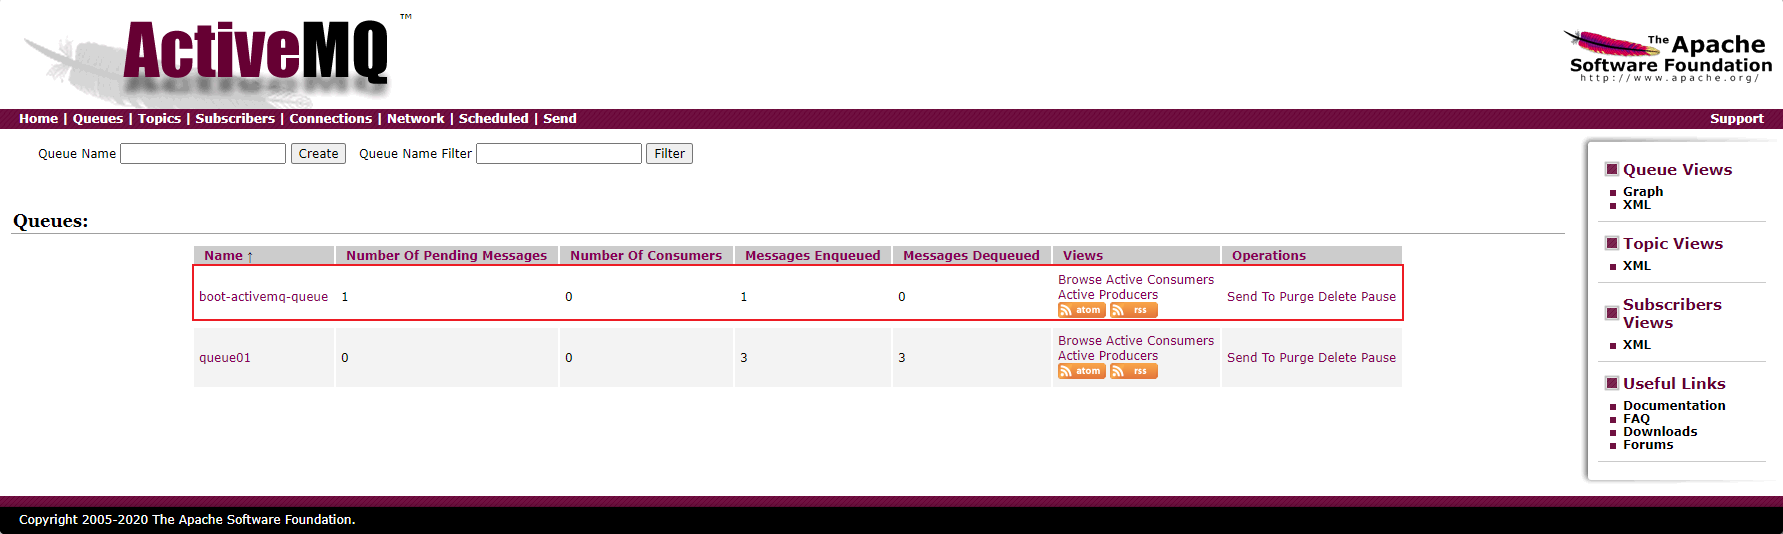 ActiveMQ™
The Apache
Software Foundation
http://www.apache.org/
Home | Queues | Topics | Subscribers | Connections | Network | Scheduled | Send
Support
Queue Name Create Queue Name Filter Filter
Queues:
Name ↑ Number Of Pending Messages Number Of Consumers Messages Enqueued Messages Dequeued Views Operations
boot-activemq-queue 1 0 1 0 Browse Active Consumers
Active Producers
atom rss
Send To Purge Delete Pause
queue01 0 0 3 3 Browse Active Consumers
Active Producers
atom rss
Send To Purge Delete Pause
Queue Views
Graph
XML
Topic Views
XML
Subscribers
Views
XML
Useful Links
Documentation
FAQ
Downloads
Forums
Copyright 2005-2020 The Apache Software Foundation.